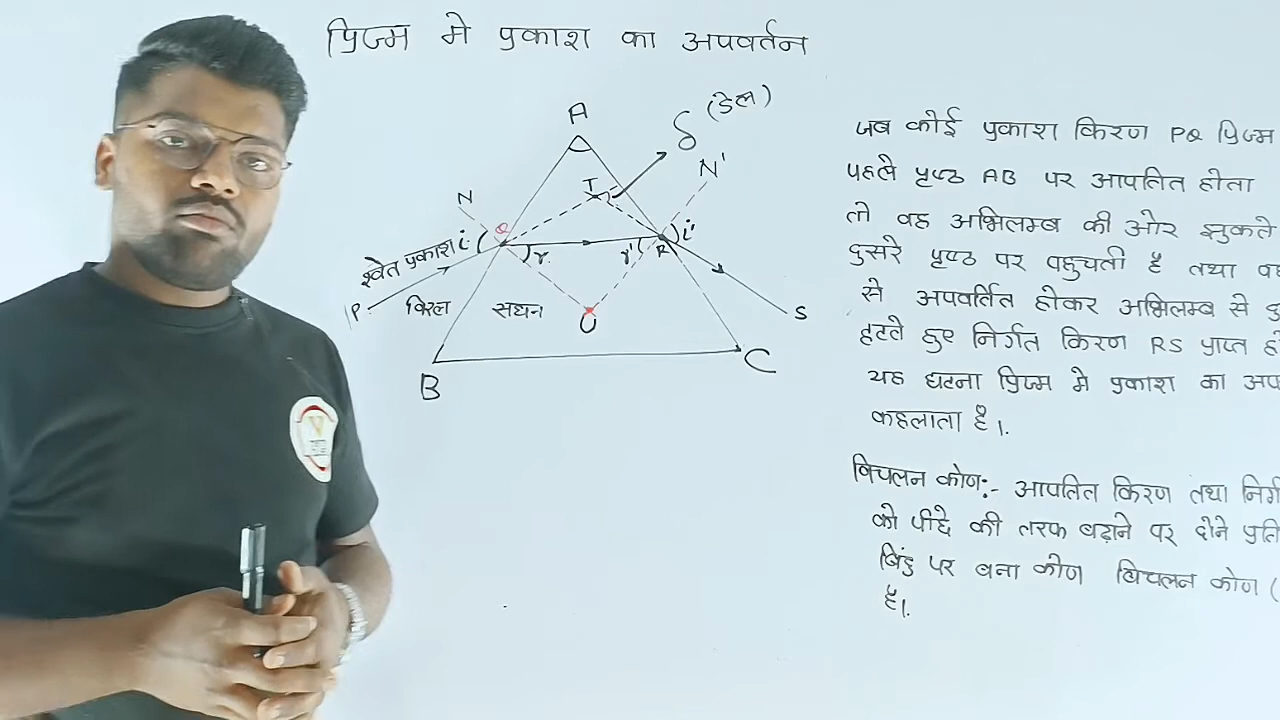 प्रिज्म मे प्रकाश का अपवर्तन
A
δ (डेल)
T
N'
N
Q
i
i'
श्वेत प्रकाश
r
r'
R
P
विरल
सघन
O
S
B
C
जब कोई प्रकाश किरण PQ प्रिज्म
पहले पृष्ठ AB पर आपतित होता
तो वह अभिलम्ब की ओर झुकते
दुसरे पृष्ठ पर पहुचती है तथा
से अपवर्तित होकर अभिलम्ब से
हटते हुए निर्गत किरण RS प्राप्त
यह घटना प्रिज्म मे प्रकाश का
कहलाता है।.
विचलन कोण:- आपतित किरण तथा
को पीछे की तरफ बढ़ाने पर दोने
बिंदु पर बना कोण विचलन कोण (
है।.